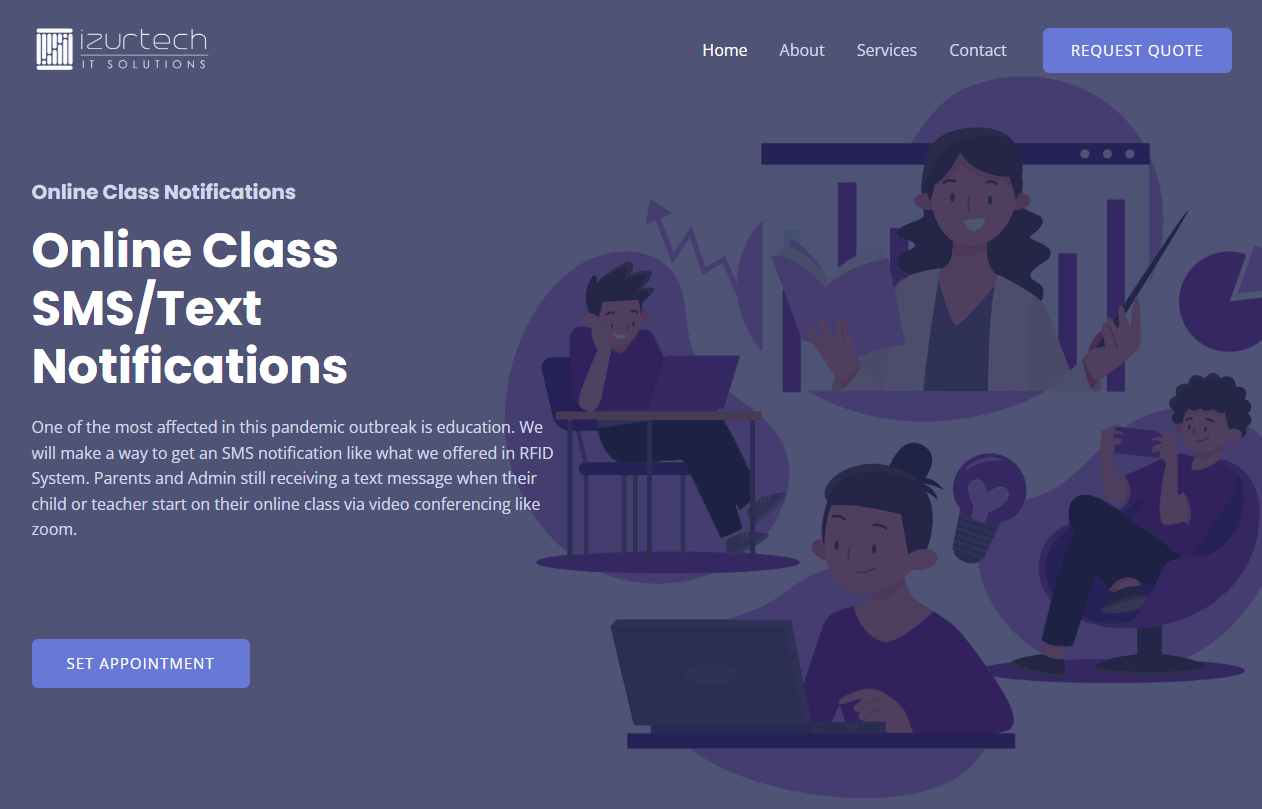 izurtech
IT SOLUTIONS
Home About Services Contact REQUEST QUOTE
Online Class Notifications
Online Class
SMS/Text
Notifications
One of the most affected in this pandemic outbreak is education. We
will make a way to get an SMS notification like what we offered in RFID
System. Parents and Admin still receiving a text message when their
child or teacher start on their online class via video conferencing like
zoom.
SET APPOINTMENT